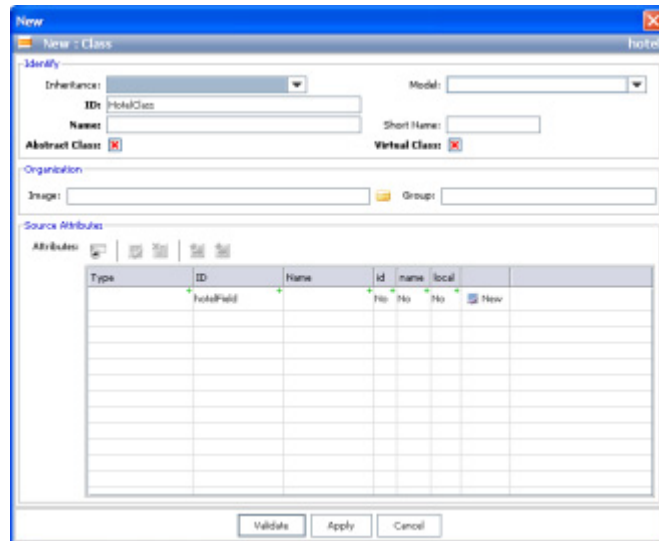 New
New : Class hotel
Identify
Inheritance: Model:
ID: HotelClass
Name: Short Name:
Abstract Class: Virtual Class:
Organization
Image: Group:
Source Attributes
Attributes:
Type ID Name id name local
hotelField No No No New
Validate Apply Cancel